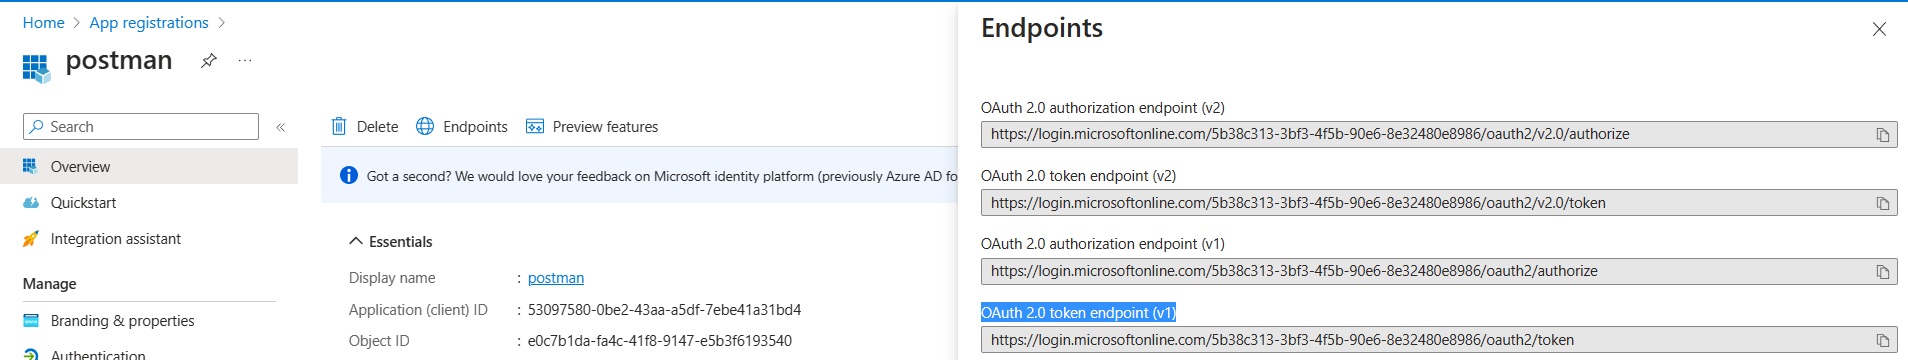 Home > App registrations >
postman
Search
Overview
Quickstart
Integration assistant
Manage
Branding & properties
Authentication
Delete
Endpoints
Preview features
Got a second? We would love your feedback on Microsoft identity platform (previously Azure AD fo
Essentials
Display name : postman
Application (client) ID : 53097580-0be2-43aa-a5df-7ebe41a31bd4
Object ID : e0c7b1da-fa4c-41f8-9147-e5b3f6193540
Endpoints
OAuth 2.0 authorization endpoint (v2)
https://login.microsoftonline.com/5b38c313-3bf3-4f5b-90e6-8e32480e8986/oauth2/v2.0/authorize
OAuth 2.0 token endpoint (v2)
https://login.microsoftonline.com/5b38c313-3bf3-4f5b-90e6-8e32480e8986/oauth2/v2.0/token
OAuth 2.0 authorization endpoint (v1)
https://login.microsoftonline.com/5b38c313-3bf3-4f5b-90e6-8e32480e8986/oauth2/authorize
OAuth 2.0 token endpoint (v1)
https://login.microsoftonline.com/5b38c313-3bf3-4f5b-90e6-8e32480e8986/oauth2/token